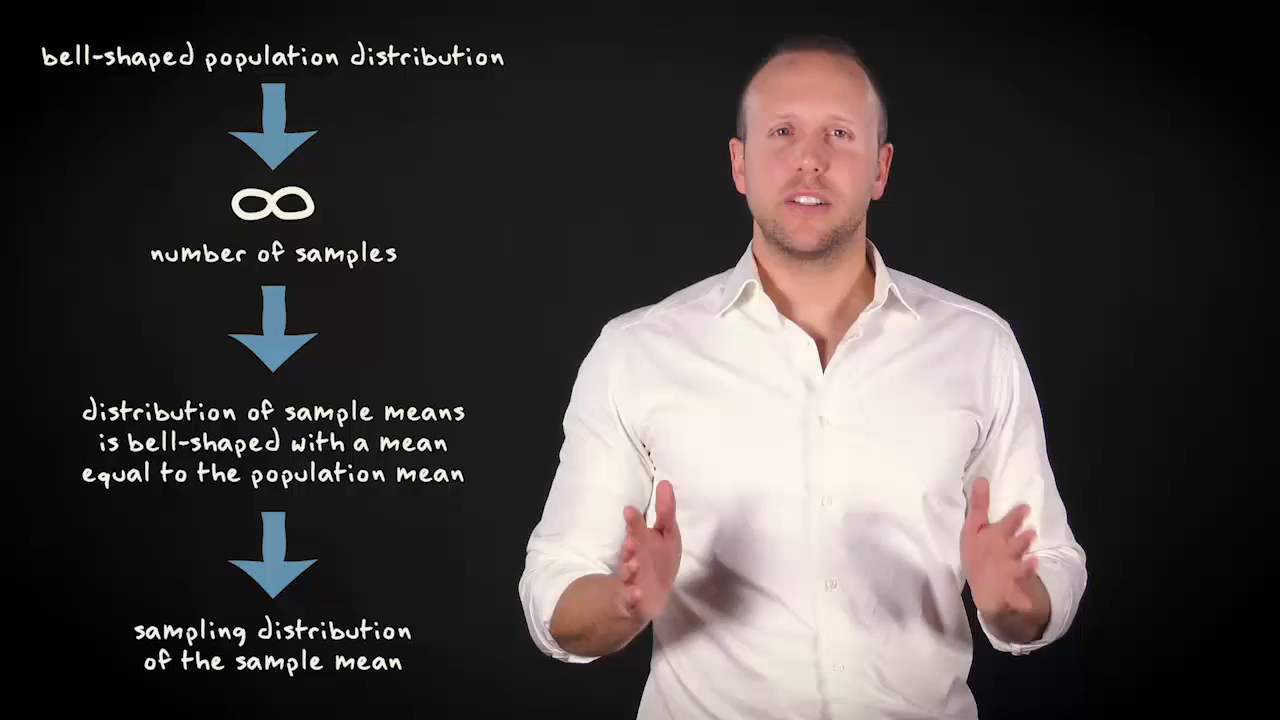 bell-shaped population distribution
∞
number of samples
distribution of sample means
is bell-shaped with a mean
equal to the population mean
sampling distribution
of the sample mean